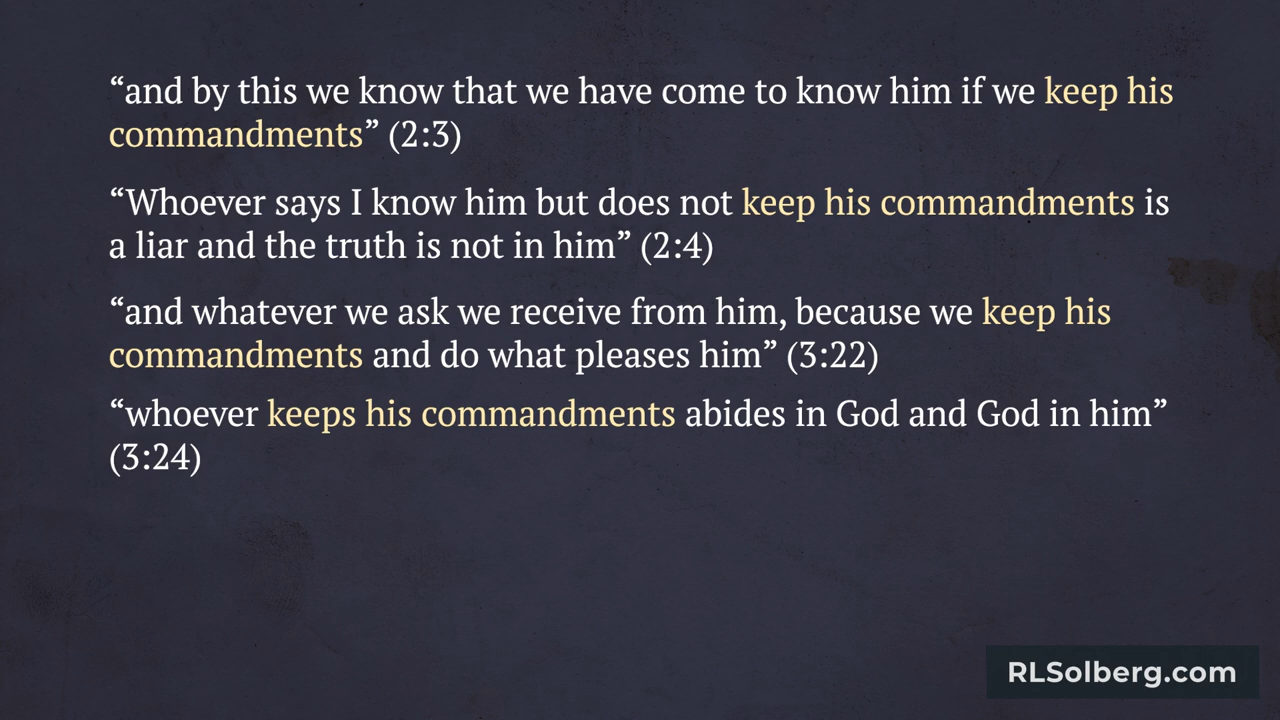 “and by this we know that we have come to know him if we keep his
commandments” (2:3)
“Whoever says I know him but does not keep his commandments is
a liar and the truth is not in him” (2:4)
“and whatever we ask we receive from him, because we keep his
commandments and do what pleases him” (3:22)
“whoever keeps his commandments abides in God and God in him”
(3:24)
RLSolberg.com